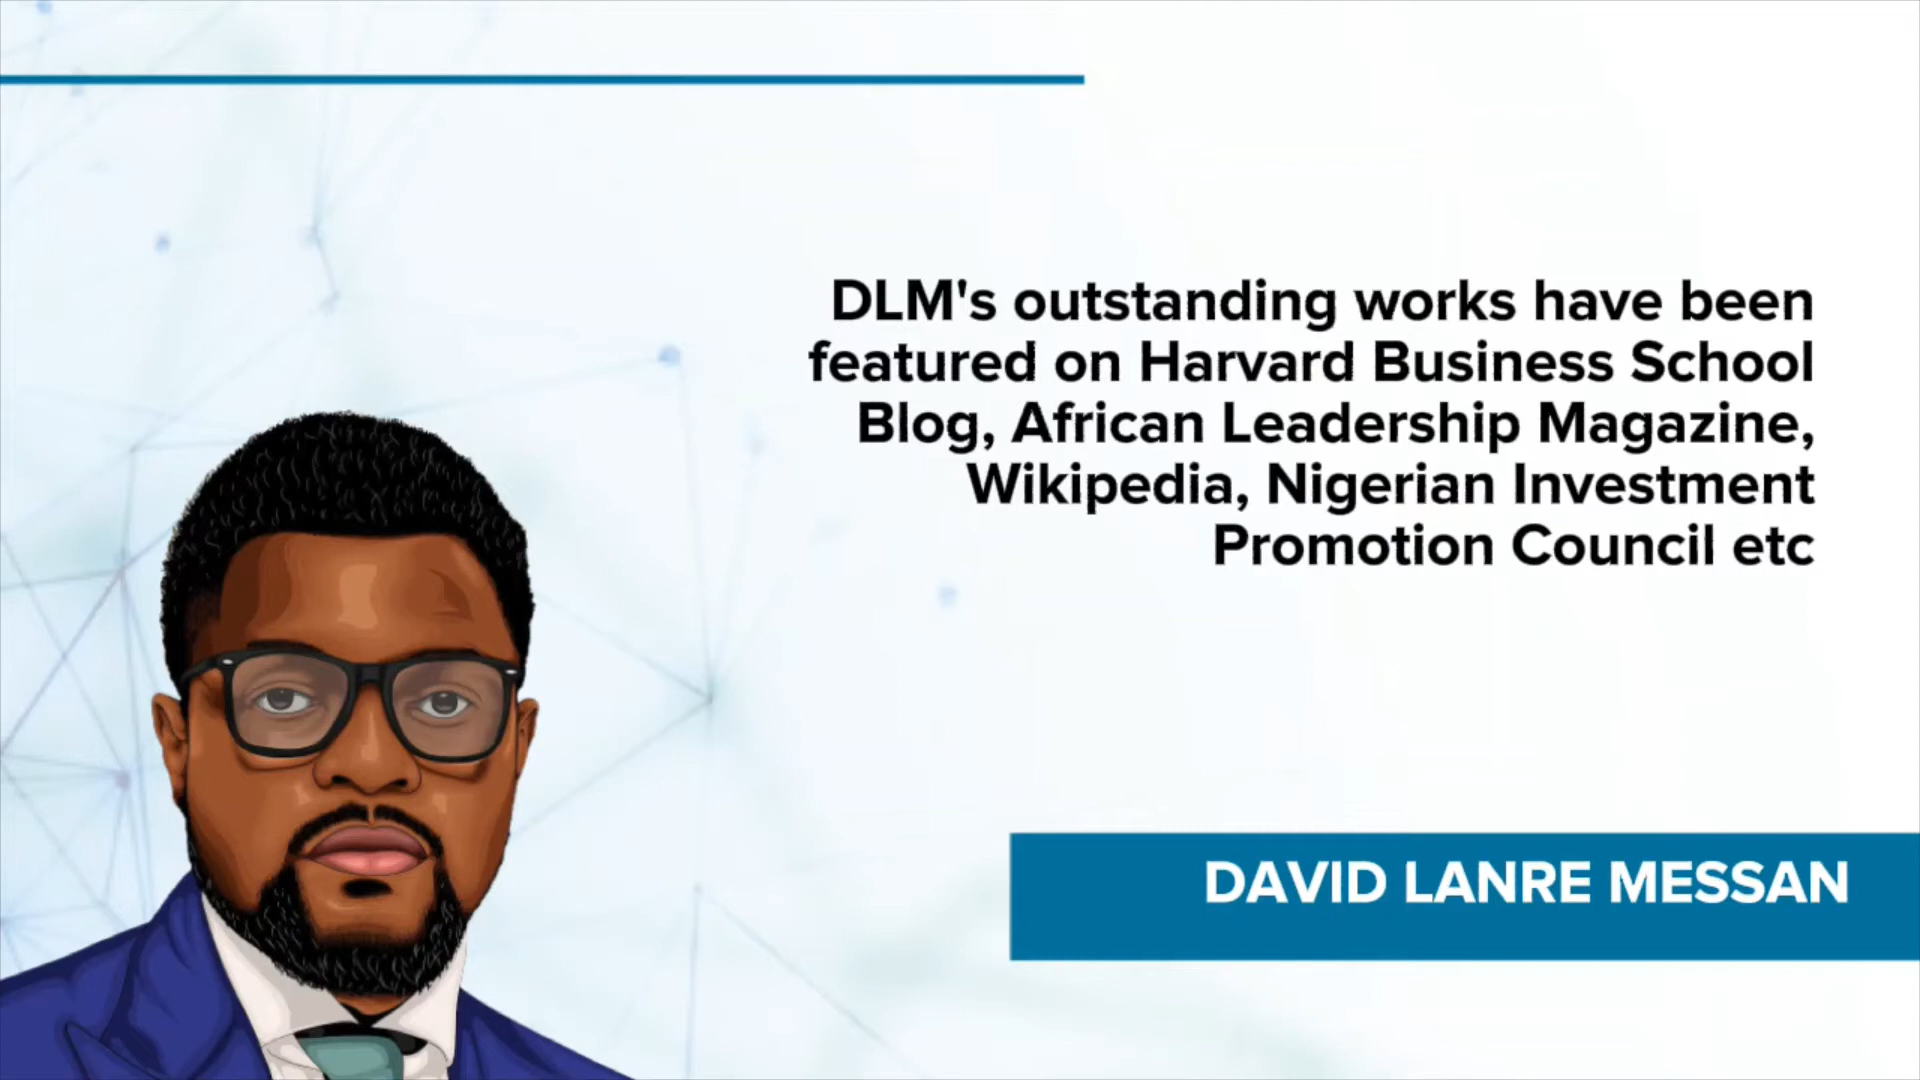 DLM's outstanding works have been
featured on Harvard Business School
Blog, African Leadership Magazine,
Wikipedia, Nigerian Investment
Promotion Council etc
DAVID LANRE MESSAN